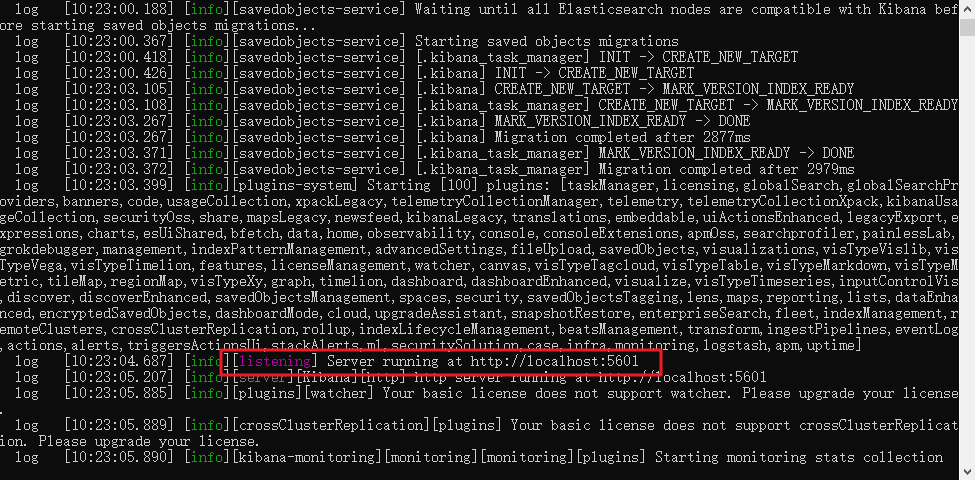 log [10:23:00.188] [info][savedobjects-service] Waiting until all Elasticsearch nodes are compatible with Kibana bef
ore starting saved objects migrations...
log [10:23:00.367] [info][savedobjects-service] Starting saved objects migrations
log [10:23:00.418] [info][savedobjects-service] [.kibana_task_manager] INIT -> CREATE_NEW_TARGET
log [10:23:00.426] [info][savedobjects-service] [.kibana] INIT -> CREATE_NEW_TARGET
log [10:23:03.105] [info][savedobjects-service] [.kibana] CREATE_NEW_TARGET -> MARK_VERSION_INDEX_READY
log [10:23:03.108] [info][savedobjects-service] [.kibana_task_manager] CREATE_NEW_TARGET -> MARK_VERSION_INDEX_READY
log [10:23:03.267] [info][savedobjects-service] [.kibana] MARK_VERSION_INDEX_READY -> DONE
log [10:23:03.267] [info][savedobjects-service] [.kibana] Migration completed after 2877ms
log [10:23:03.371] [info][savedobjects-service] [.kibana_task_manager] MARK_VERSION_INDEX_READY -> DONE
log [10:23:03.372] [info][savedobjects-service] [.kibana_task_manager] Migration completed after 2979ms
log [10:23:03.399] [info][plugins-system] Starting [100] plugins: [taskManager,licensing,globalSearch,globalSearchPr
oviders,banners,code,usageCollection,xpackLegacy,telemetryCollectionManager,telemetry,telemetryCollectionXpack,kibanaUsa
geCollection,securityOss,share,mapsLegacy,newsfeed,kibanaLegacy,translations,embeddable,uiActionsEnhanced,legacyExport,e
xpressions,charts,esUiShared,bfetch,data,home,observability,console,consoleExtensions,apmOss,searchprofiler,painlessLab,
grokdebugger,management,indexPatternManagement,advancedSettings,fileUpload,savedObjects,visualizations,visTypeVislib,vis
TypeVega,visTypeTimelion,features,licenseManagement,watcher,canvas,visTypeTagcloud,visTypeTable,visTypeMarkdown,visTypeM
etric,tileMap,regionMap,visTypeXy,graph,timelion,dashboard,dashboardEnhanced,visualize,visTypeTimeseries,inputControlVis
,discover,discoverEnhanced,savedObjectsManagement,spaces,security,savedObjectsTagging,lens,maps,reporting,lists,dataEnha
nced,encryptedSavedObjects,dashboardMode,cloud,upgradeAssistant,snapshotRestore,enterpriseSearch,fleet,indexManagement,r
emoteClusters,crossClusterReplication,rollup,indexLifecycleManagement,beatsManagement,transform,ingestPipelines,eventLog
,actions,alerts,triggersActionsUi,stackAlerts,ml,securitySolution,case,infra,monitoring,logstash,apm,uptime]
log [10:23:04.687] [info][listening] Server running at http://localhost:5601
log [10:23:05.207] [info][server][Kibana][http] http server running at http://localhost:5601
log [10:23:05.885] [info][plugins][watcher] Your basic license does not support watcher. Please upgrade your license
.
log [10:23:05.889] [info][crossClusterReplication][plugins] Your basic license does not support crossClusterReplicat
ion. Please upgrade your license.
log [10:23:05.890] [info][kibana-monitoring][monitoring][monitoring][plugins] Starting monitoring stats collection